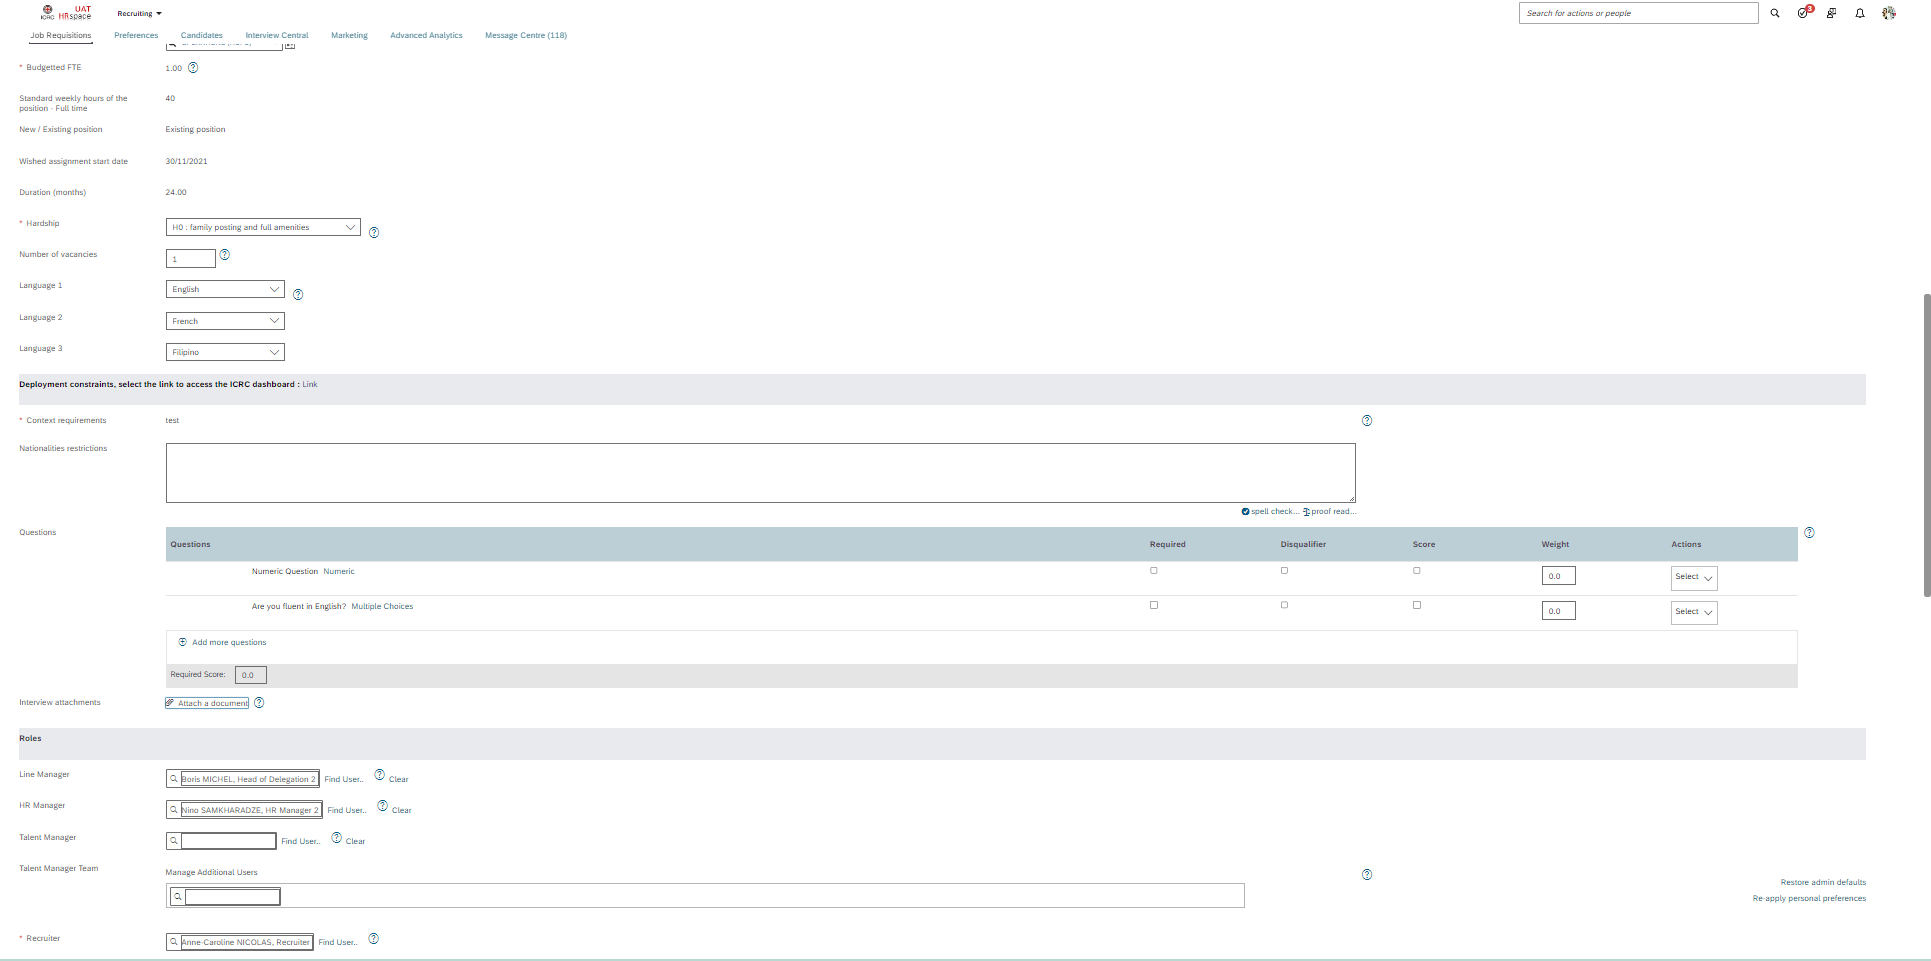 ICRC
UAT
HRspace
Recruiting
Search for actions or people
3
Job Requisitions
Preferences
Candidates
Interview Central
Marketing
Advanced Analytics
Message Centre (118)
* Budgetted FTE
1.00
Standard weekly hours of the position - Full time
40
New / Existing position
Existing position
Wished assignment start date
30/11/2021
Duration (months)
24.00
* Hardship
H0 : family posting and full amenities
Number of vacancies
1
Language 1
English
Language 2
French
Language 3
Filipino
Deployment constraints, select the link to access the ICRC dashboard : Link
* Context requirements
test
Nationalities restrictions
spell check... proof read...
Questions
Questions
Required
Disqualifier
Score
Weight
Actions
Numeric Question Numeric
0.0
Select
Are you fluent in English? Multiple Choices
0.0
Select
Add more questions
Required Score: 0.0
Interview attachments
Attach a document
Roles
Line Manager
Boris MICHEL, Head of Delegation 2
Find User..
Clear
HR Manager
Nino SAMKHARADZE, HR Manager 2
Find User..
Clear
Talent Manager
Find User..
Clear
Talent Manager Team
Manage Additional Users
Restore admin defaults
Re-apply personal preferences
* Recruiter
Anne-Caroline NICOLAS, Recruiter
Find User..